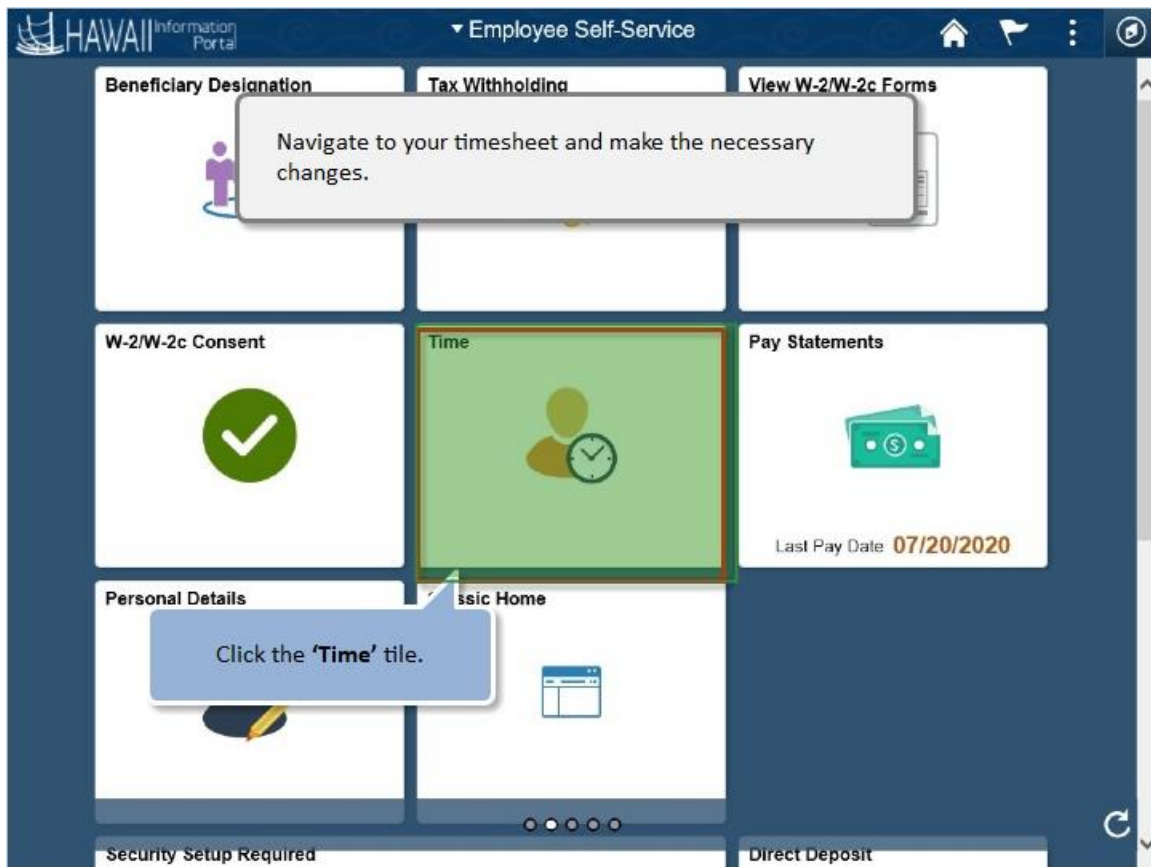 HAWAII Information
Portal
Employee Self-Service
Beneficiary Designation
Tax Withholding
View W-2/W-2c Forms
Navigate to your timesheet and make the necessary
changes.
W-2/W-2c Consent
Time
Pay Statements
Last Pay Date 07/20/2020
Personal Details
ssic Home
Click the ‘Time’ tile.
Security Setup Required
Direct Deposit